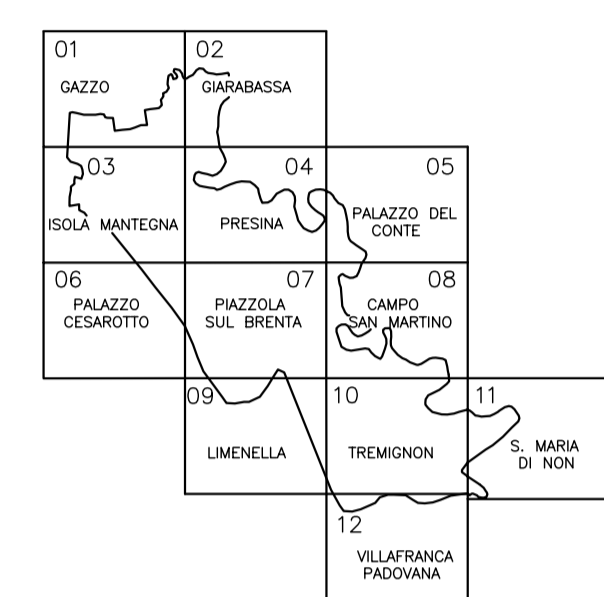 01
GAZZO
02
GIARABASSA
03
ISOLA MANTEGNA
04
PRESINA
05
PALAZZO DEL
CONTE
06
PALAZZO
CESAROTTO
07
PIAZZOLA
SUL BRENTA
08
CAMPO
SAN MARTINO
09
LIMENELLA
10
TREMIGNON
11
S. MARIA
DI NON
12
VILLAFRANCA
PADOVANA